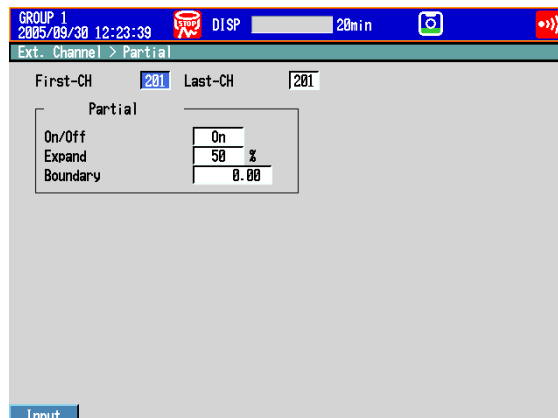 GROUP 1
2005/09/30 12:23:39 STOP DISP 20min
Ext. Channel > Partial
First-CH 201 Last-CH 201
Partial
On/Off On
Expand 50 %
Boundary 0.00
Input